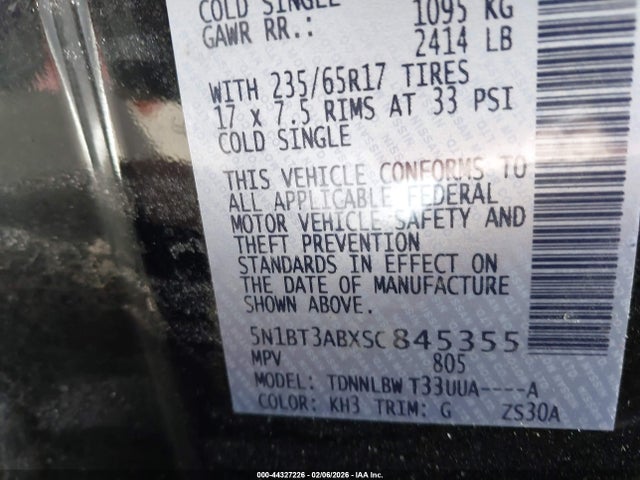 COLD SINGLE 1095 KG
GAWR RR.: 2414 LB
WITH 235/65R17 TIRES
17 x 7.5 RIMS AT 33 PSI
COLD SINGLE
THIS VEHICLE CONFORMS TO
ALL APPLICABLE FEDERAL
MOTOR VEHICLE SAFETY AND
THEFT PREVENTION
STANDARDS IN EFFECT ON
THE DATE OF MANUFACTURE
SHOWN ABOVE.
5N1BT3ABXSC845355
MPV 805
MODEL: TDNNLBW T33UUA----A
COLOR: KH3 TRIM: G ZS30A
000-44327226 - 02/06/2026 - IAA Inc.